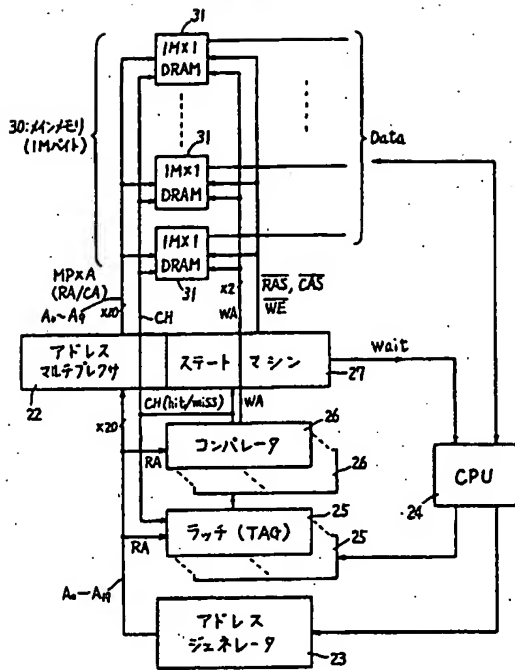 31
1M×1
DRAM
30:メインメモリ
(1Mバイト)
31
1M×1
DRAM
Data
1M×1
DRAM
31
MPXA
(RA/CA)
A₀~A₉
×10
CH
×2
WA
RAS, CAS
WE
アドレス
マルチプレクサ
22
ステートマシン
27
Wait
×20
CH(hit/miss)
WA
RA
コンパレータ
26
26
CPU
24
RA
ラッチ(TAG)
25
25
A₀―A₁₉
アドレス
ジェネレータ
23